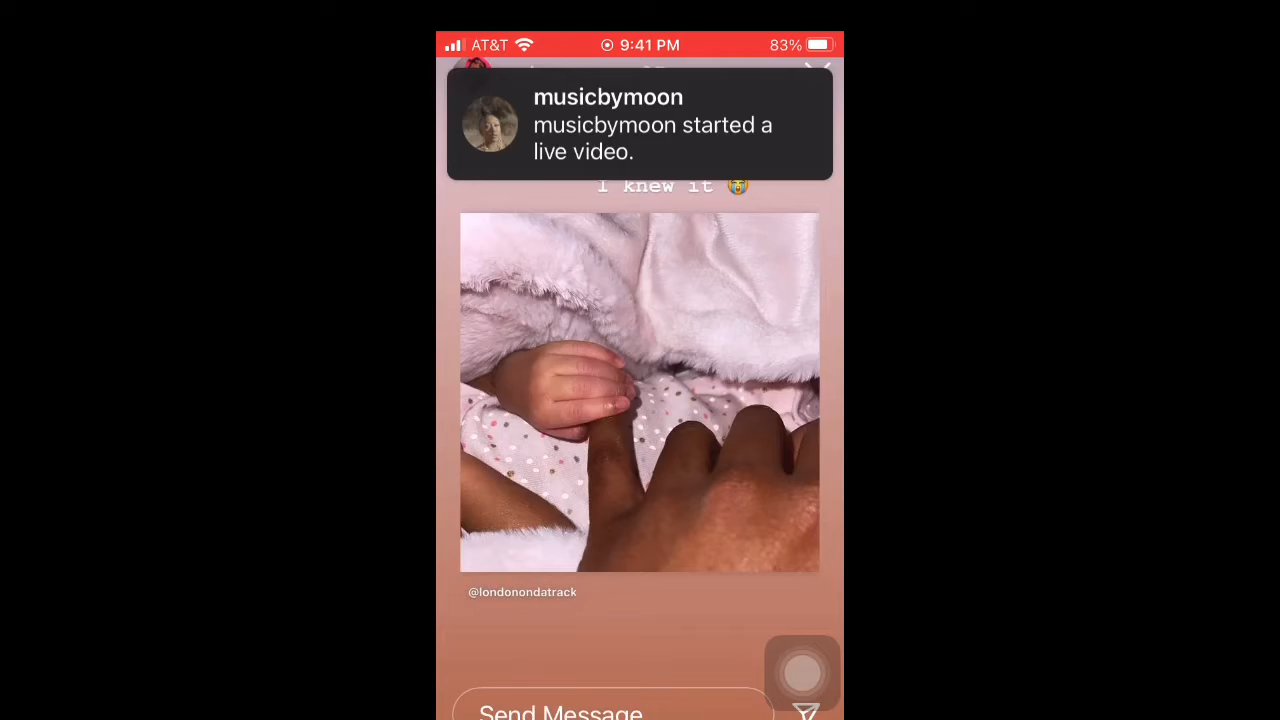 AT&T 9:41 PM 83%
musicbymoon
musicbymoon started a
live video.
I knew it 😭
@londonondatrack
Send Message